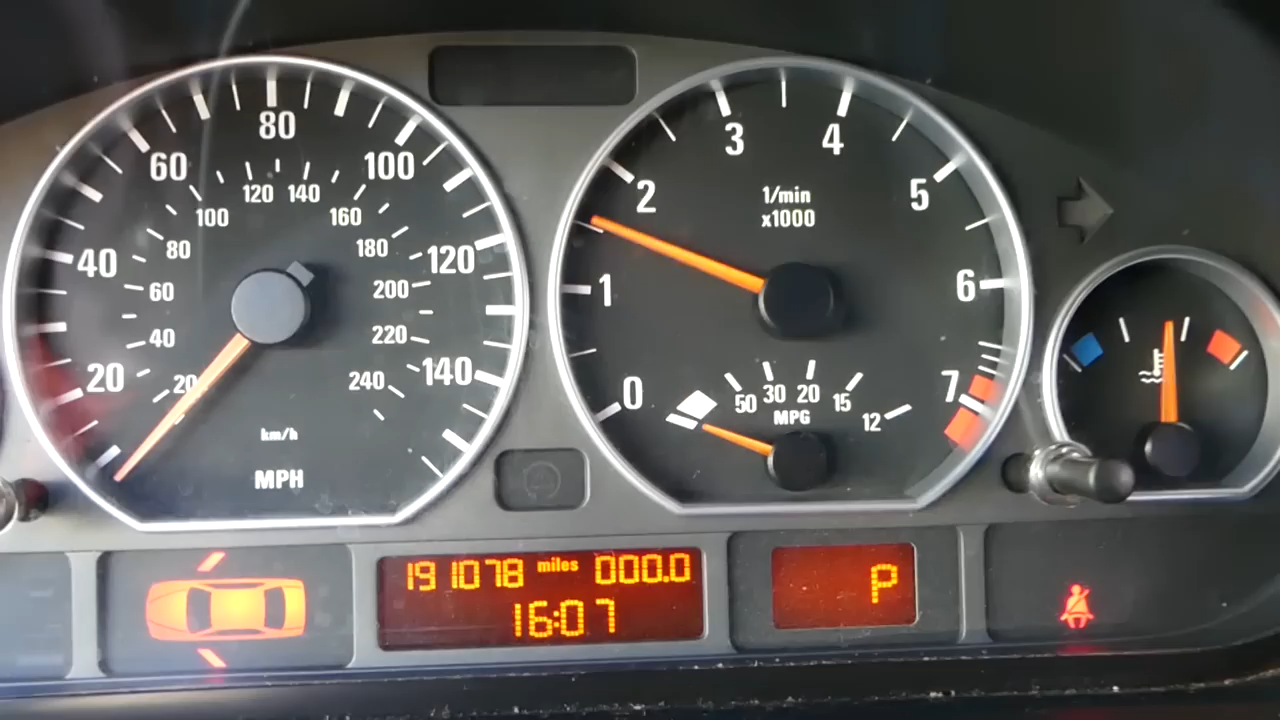 20 40 60 80 100 120 140
20 40 60 80 100 120 140 160 180 200 220 240
km/h
MPH
0 1 2 3 4 5 6 7
1/min
x1000
50 30 20 15 12
MPG
191078 miles 000.0
16:07
P